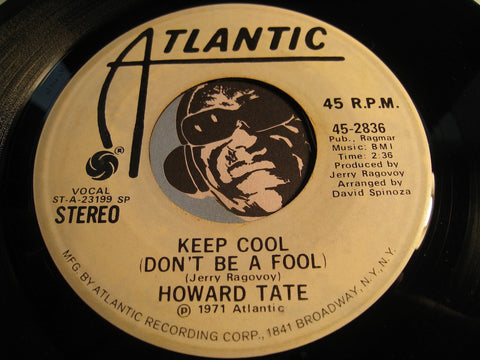 ATLANTIC
45 R.P.M.
45-2836
Pub., Ragmar
Music: BMI
Time: 2:36
Produced by
Jerry Ragovoy
Arranged by
David Spinoza
VOCAL
ST-A-23199 SP
STEREO
KEEP COOL
(DON'T BE A FOOL)
(Jerry Ragovoy)
HOWARD TATE
℗ 1971 Atlantic
MFG BY ATLANTIC RECORDING CORP., 1841 BROADWAY, N.Y., N.Y.